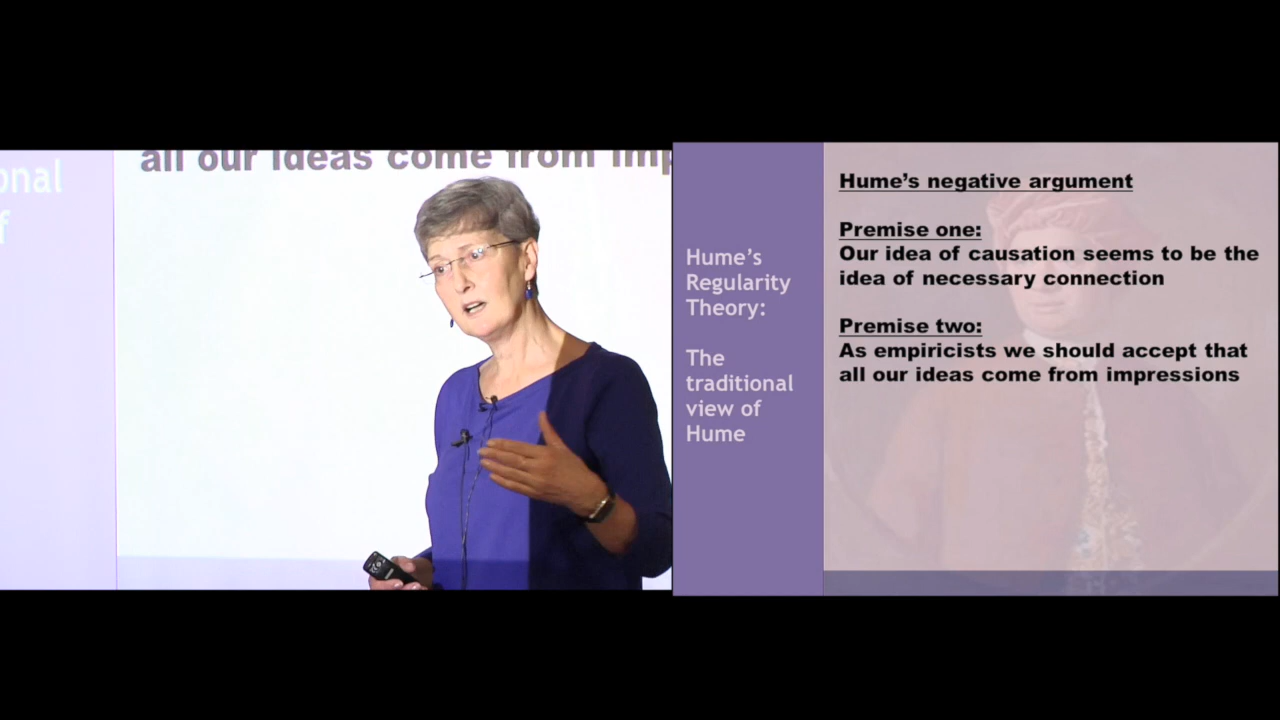 onal
f
all our ideas come from imp
Hume's
Regularity
Theory:
The
traditional
view of
Hume
Hume's negative argument
Premise one:
Our idea of causation seems to be the
idea of necessary connection
Premise two:
As empiricists we should accept that
all our ideas come from impressions